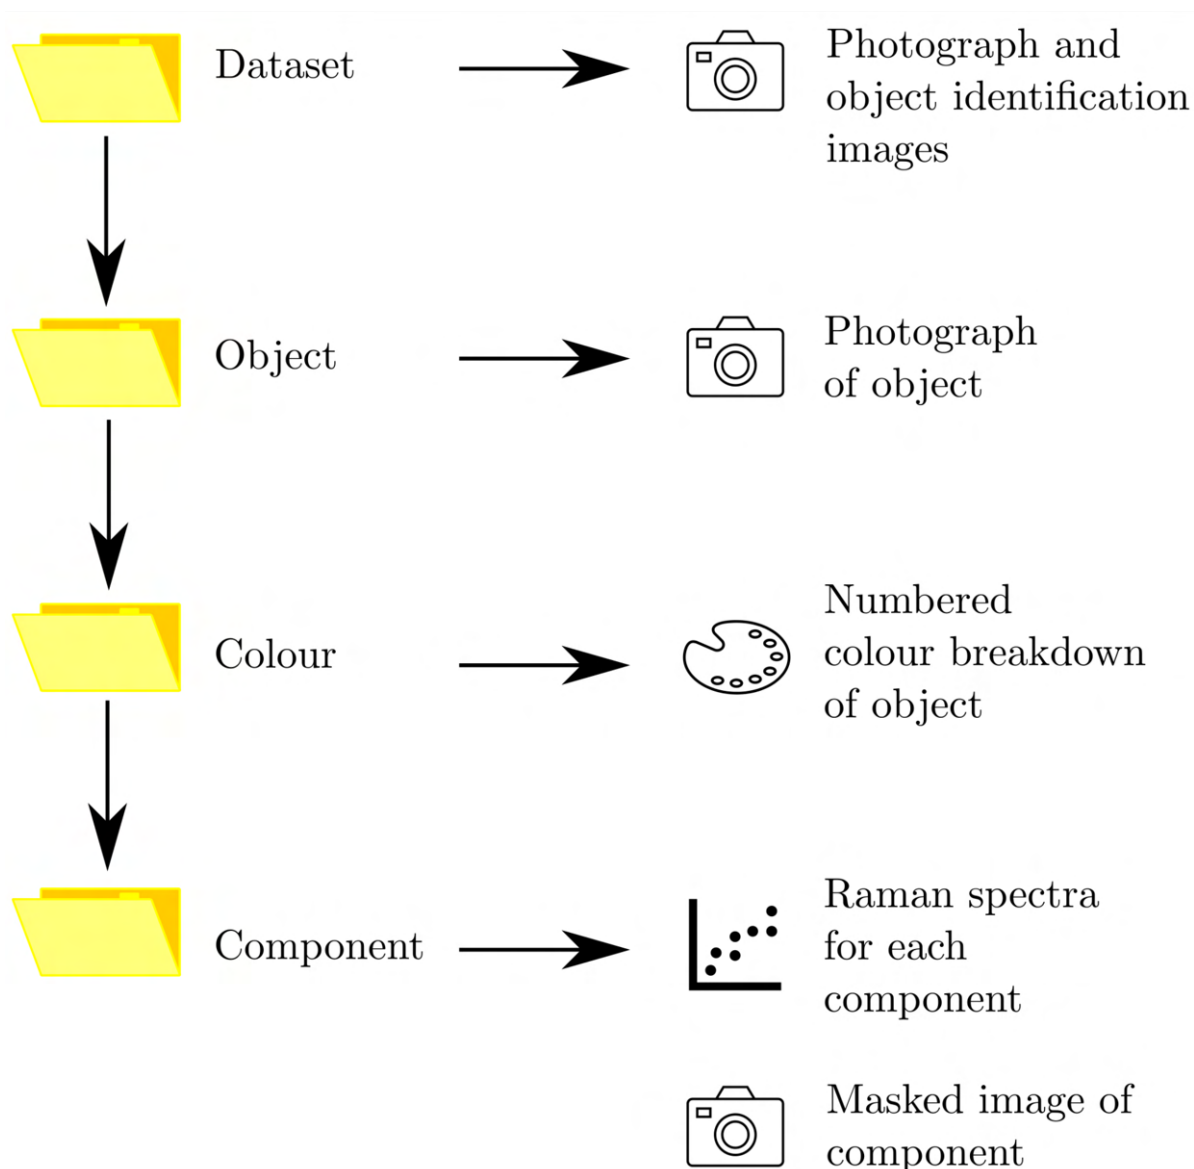 Dataset
Photograph and
object identification
images
Object
Photograph
of object
Colour
Numbered
colour breakdown
of object
Component
Raman spectra
for each
component
Masked image of
component